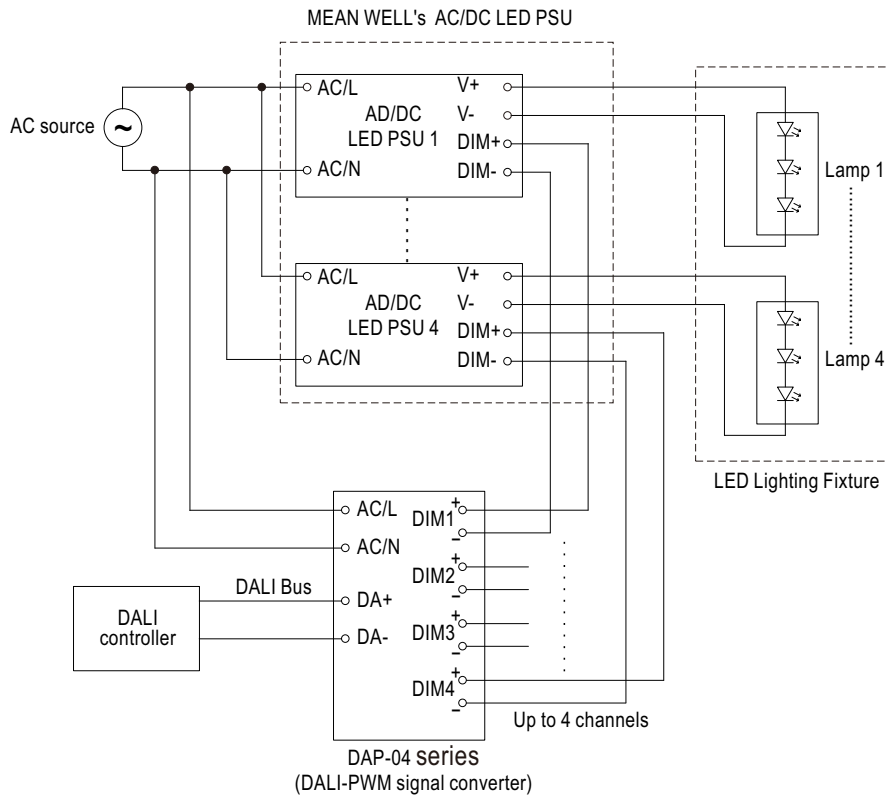 MEAN WELL's AC/DC LED PSU
AC source
~
AC/L
AD/DC
LED PSU 1
AC/N
V+
V-
DIM+
DIM-
Lamp 1
AC/L
AD/DC
LED PSU 4
AC/N
V+
V-
DIM+
DIM-
Lamp 4
LED Lighting Fixture
AC/L
AC/N
DA+
DA-
DIM1
+
–
DIM2
+
–
DIM3
+
–
DIM4
+
–
DALI Bus
DALI
controller
Up to 4 channels
DAP-04 series
(DALI-PWM signal converter)